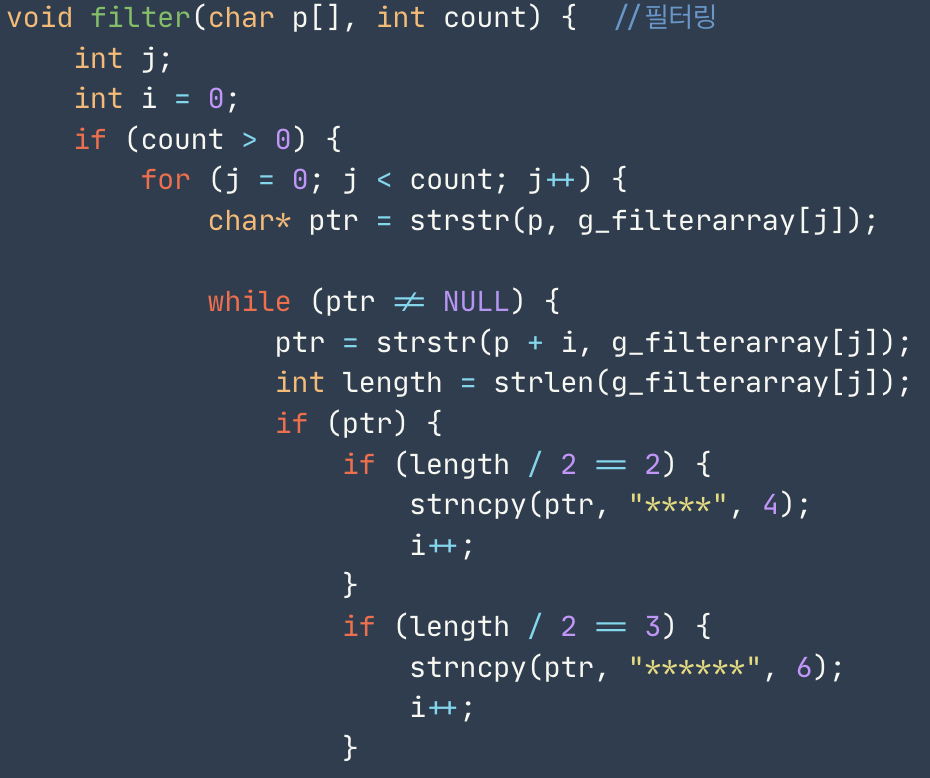 void filter(char p[], int count) {  //필터링
    int j;
    int i = 0;
    if (count > 0) {
        for (j = 0; j < count; j++) {
            char* ptr = strstr(p, g_filterarray[j]);

            while (ptr != NULL) {
                ptr = strstr(p + i, g_filterarray[j]);
                int length = strlen(g_filterarray[j]);
                if (ptr) {
                    if (length / 2 == 2) {
                        strncpy(ptr, "****", 4);
                        i++;
                    }
                    if (length / 2 == 3) {
                        strncpy(ptr, "******", 6);
                        i++;
                    }